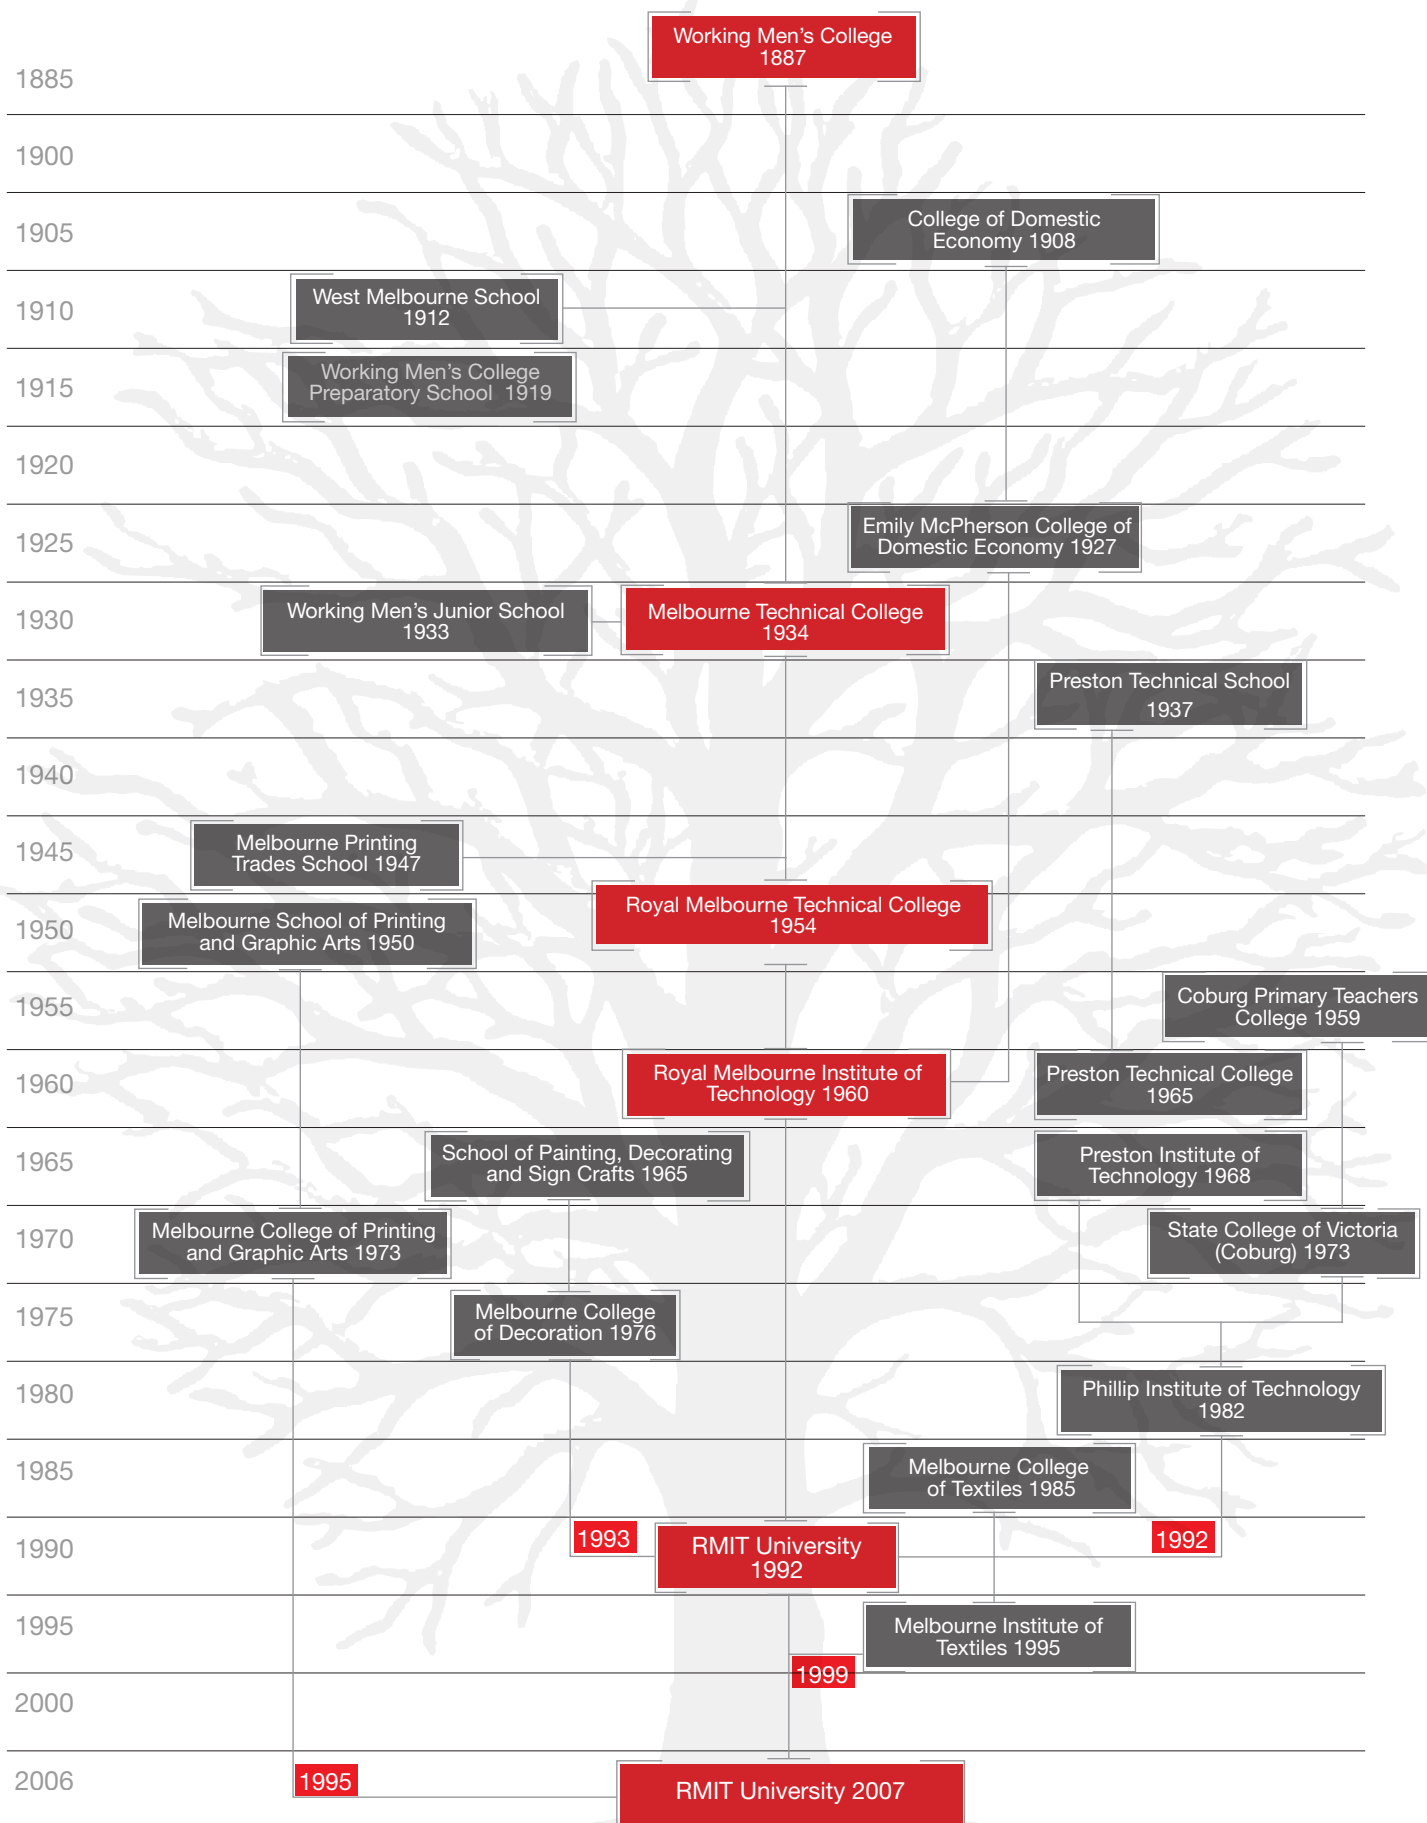 Working Men's College
1887
1885
1900
College of Domestic
Economy 1908
1905
West Melbourne School
1912
1910
Working Men's College
Preparatory School 1919
1915
1920
Emily McPherson College of
Domestic Economy 1927
1925
Working Men's Junior School
1933
Melbourne Technical College
1934
1930
Preston Technical School
1937
1935
1940
Melbourne Printing
Trades School 1947
1945
Royal Melbourne Technical College
1954
Melbourne School of Printing
and Graphic Arts 1950
1950
Coburg Primary Teachers
College 1959
1955
Royal Melbourne Institute of
Technology 1960
Preston Technical College
1965
1960
School of Painting, Decorating
and Sign Crafts 1965
Preston Institute of
Technology 1968
1965
Melbourne College of Printing
and Graphic Arts 1973
State College of Victoria
(Coburg) 1973
1970
Melbourne College
of Decoration 1976
1975
Phillip Institute of Technology
1982
1980
Melbourne College
of Textiles 1985
1985
1993
RMIT University
1992
1992
1990
Melbourne Institute of
Textiles 1995
1995
1999
2000
2006
1995
RMIT University 2007